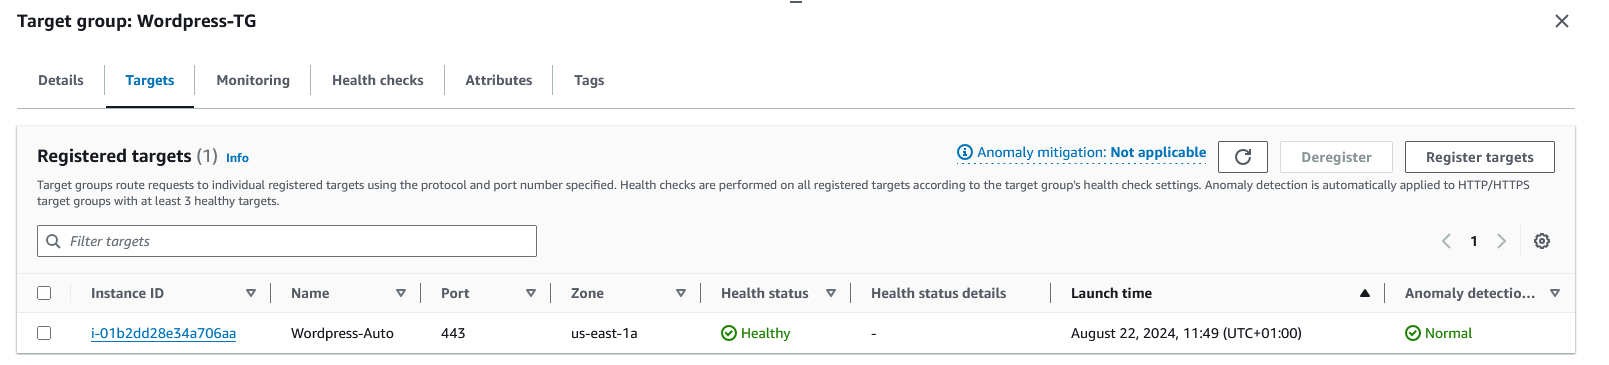 Target group: Wordpress-TG
Details
Targets
Monitoring
Health checks
Attributes
Tags
Registered targets (1) Info
Anomaly mitigation: Not applicable
Deregister
Register targets
Target groups route requests to individual registered targets using the protocol and port number specified. Health checks are performed on all registered targets according to the target group's health check settings. Anomaly detection is automatically applied to HTTP/HTTPS
target groups with at least 3 healthy targets.
Filter targets
1
Instance ID
Name
Port
Zone
Health status
Health status details
Launch time
Anomaly detectio...
i-01b2dd28e34a706aa
Wordpress-Auto
443
us-east-1a
Healthy
-
August 22, 2024, 11:49 (UTC+01:00)
Normal